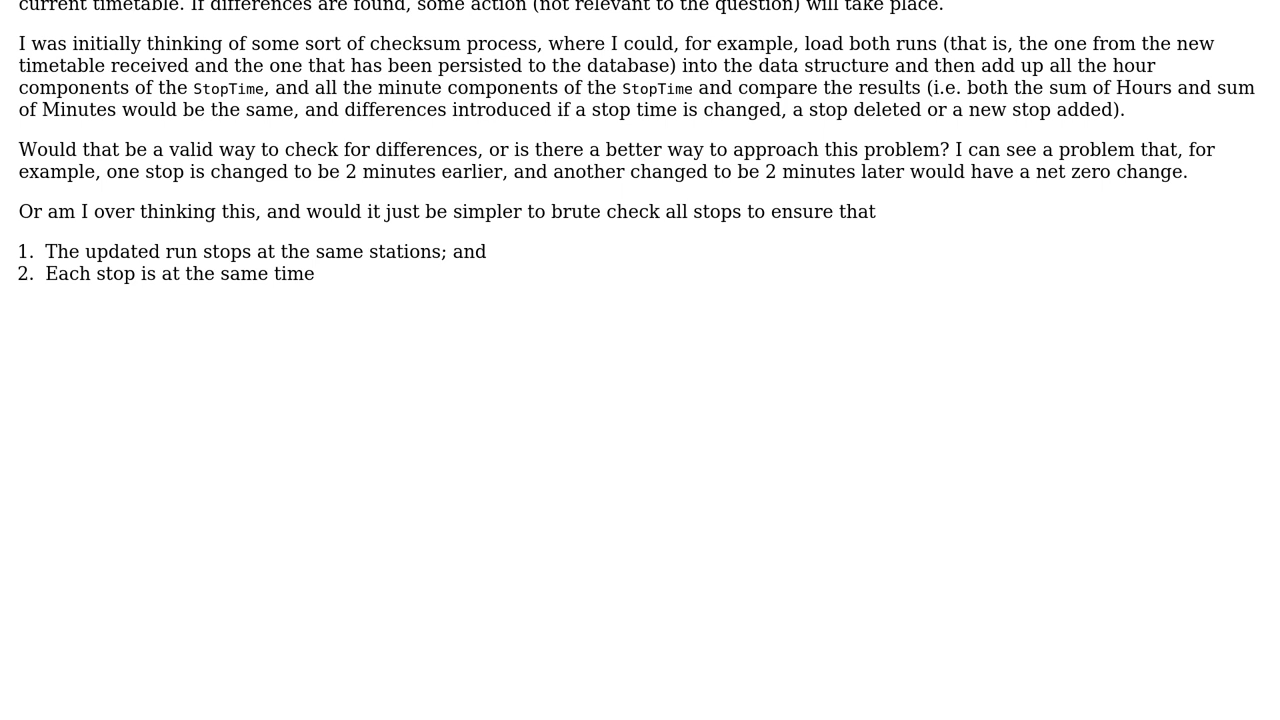 current timetable. If differences are found, some action (not relevant to the question) will take place.
I was initially thinking of some sort of checksum process, where I could, for example, load both runs (that is, the one from the new
timetable received and the one that has been persisted to the database) into the data structure and then add up all the hour
components of the StopTime, and all the minute components of the StopTime and compare the results (i.e. both the sum of Hours and sum
of Minutes would be the same, and differences introduced if a stop time is changed, a stop deleted or a new stop added).
Would that be a valid way to check for differences, or is there a better way to approach this problem? I can see a problem that, for
example, one stop is changed to be 2 minutes earlier, and another changed to be 2 minutes later would have a net zero change.
Or am I over thinking this, and would it just be simpler to brute check all stops to ensure that
1. The updated run stops at the same stations; and
2. Each stop is at the same time